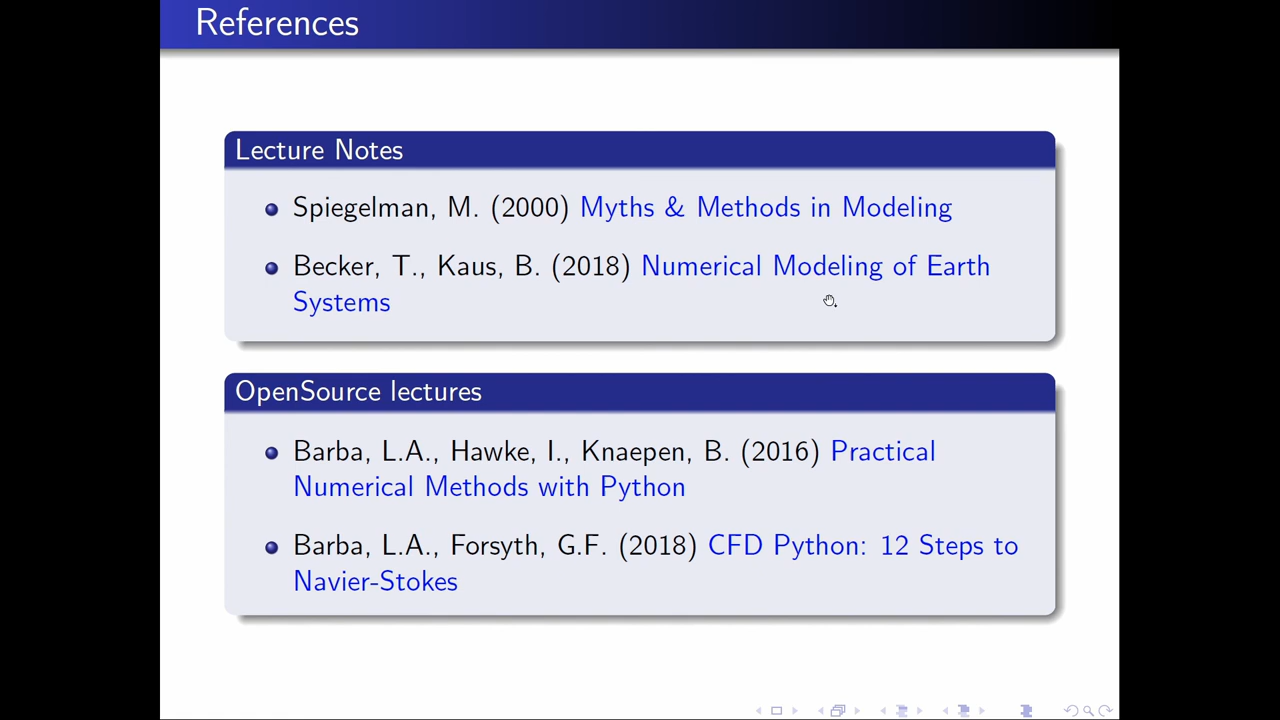 References
Lecture Notes
Spiegelman, M. (2000) Myths & Methods in Modeling
Becker, T., Kaus, B. (2018) Numerical Modeling of Earth
Systems
OpenSource lectures
Barba, L.A., Hawke, I., Knaepen, B. (2016) Practical
Numerical Methods with Python
Barba, L.A., Forsyth, G.F. (2018) CFD Python: 12 Steps to
Navier-Stokes